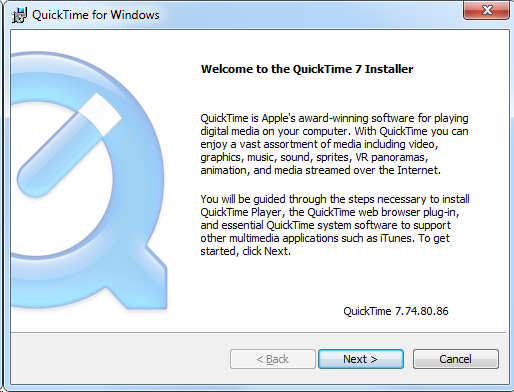 QuickTime for Windows
Welcome to the QuickTime 7 Installer
QuickTime is Apple's award-winning software for playing
digital media on your computer. With QuickTime you can
enjoy a vast assortment of media including video,
graphics, music, sound, sprites, VR panoramas,
animation, and media streamed over the Internet.
You will be guided through the steps necessary to install
QuickTime Player, the QuickTime web browser plug-in,
and essential QuickTime system software to support
other multimedia applications such as iTunes. To get
started, click Next.
QuickTime 7.74.80.86
< Back Next > Cancel